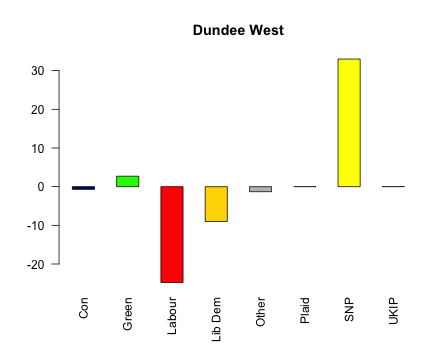 Dundee West
30
20
10
0
-10
-20
Con
Green
Labour
Lib Dem
Other
Plaid
SNP
UKIP